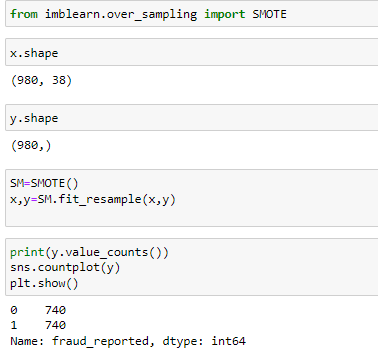 from imblearn.over_sampling import SMOTE
x.shape
(980, 38)
y.shape
(980,)
SM=SMOTE()
x,y=SM.fit_resample(x,y)
print(y.value_counts())
sns.countplot(y)
plt.show()
0    740
1    740
Name: fraud_reported, dtype: int64